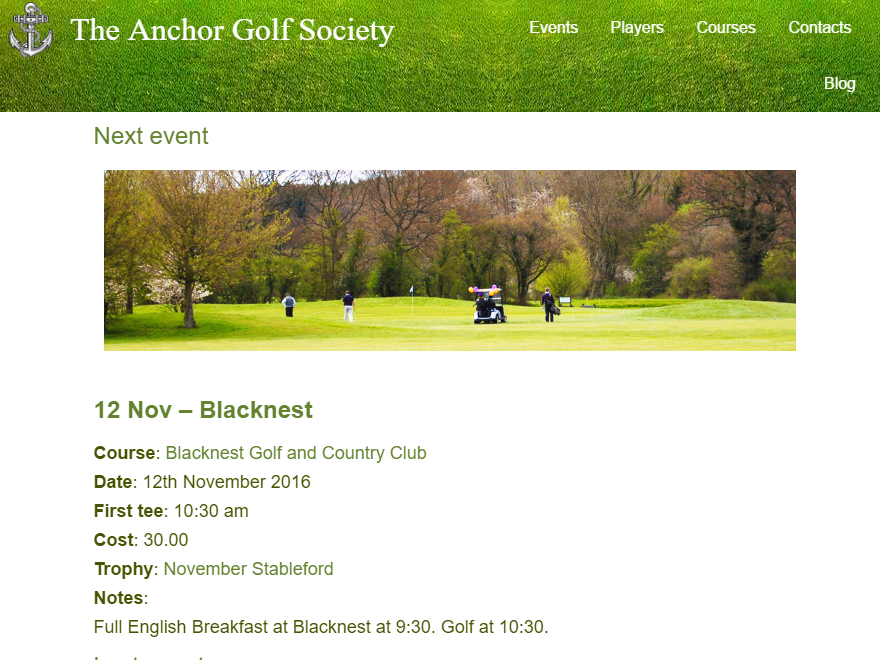 The Anchor Golf Society
Events Players Courses Contacts
Blog
Next event
12 Nov – Blacknest
Course: Blacknest Golf and Country Club
Date: 12th November 2016
First tee: 10:30 am
Cost: 30.00
Trophy: November Stableford
Notes:
Full English Breakfast at Blacknest at 9:30. Golf at 10:30.